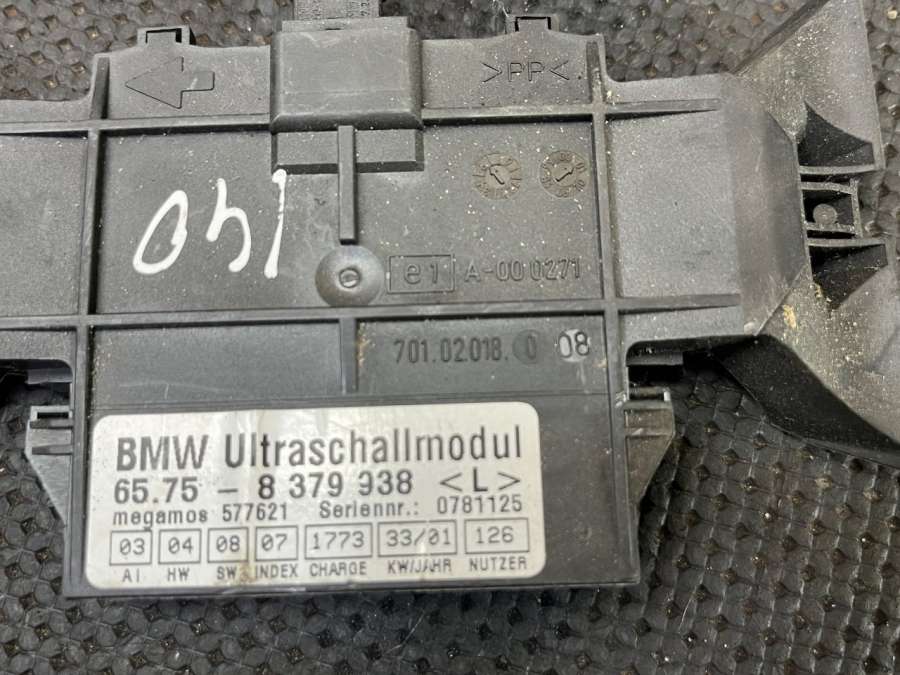 >PP<
140
c e1 A-000271
701.02018. 0 08
BMW Ultraschallmodul
65.75 - 8 379 938 <L>
megamos 577621 Seriennr.: 0781125
03 04 08 07 1773 33/01 126
AI HW SW INDEX CHARGE KW/JAHR NUTZER